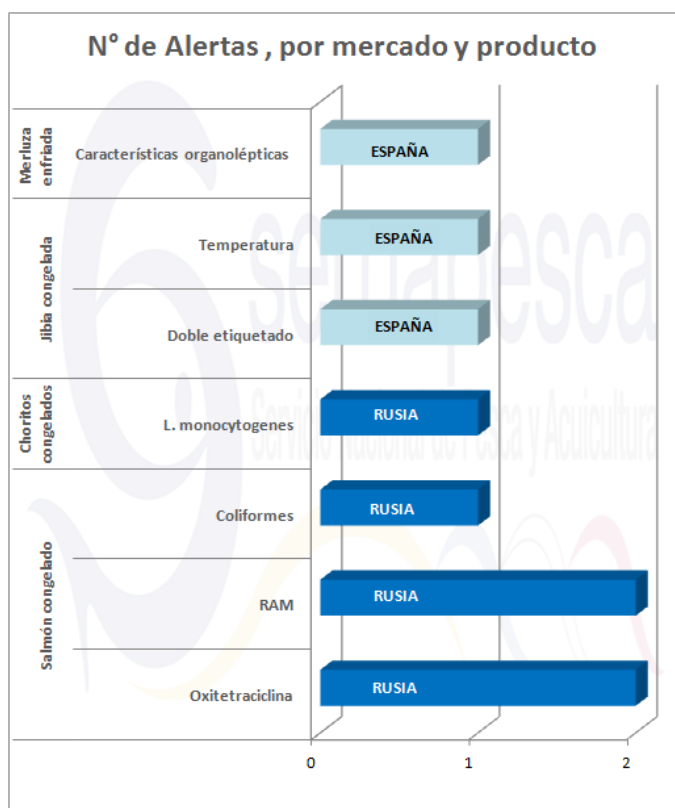 N° de Alertas , por mercado y producto
Merluza
enfriada
Características organolépticas
ESPAÑA
Jibia congelada
Temperatura
ESPAÑA
Doble etiquetado
ESPAÑA
Choritos
congelados
L. monocytogenes
RUSIA
Salmón congelado
Coliformes
RUSIA
RAM
RUSIA
Oxitetraciclina
RUSIA
0 1 2
sernapesca
Servicio Nacional de Pesca y Acuicultura